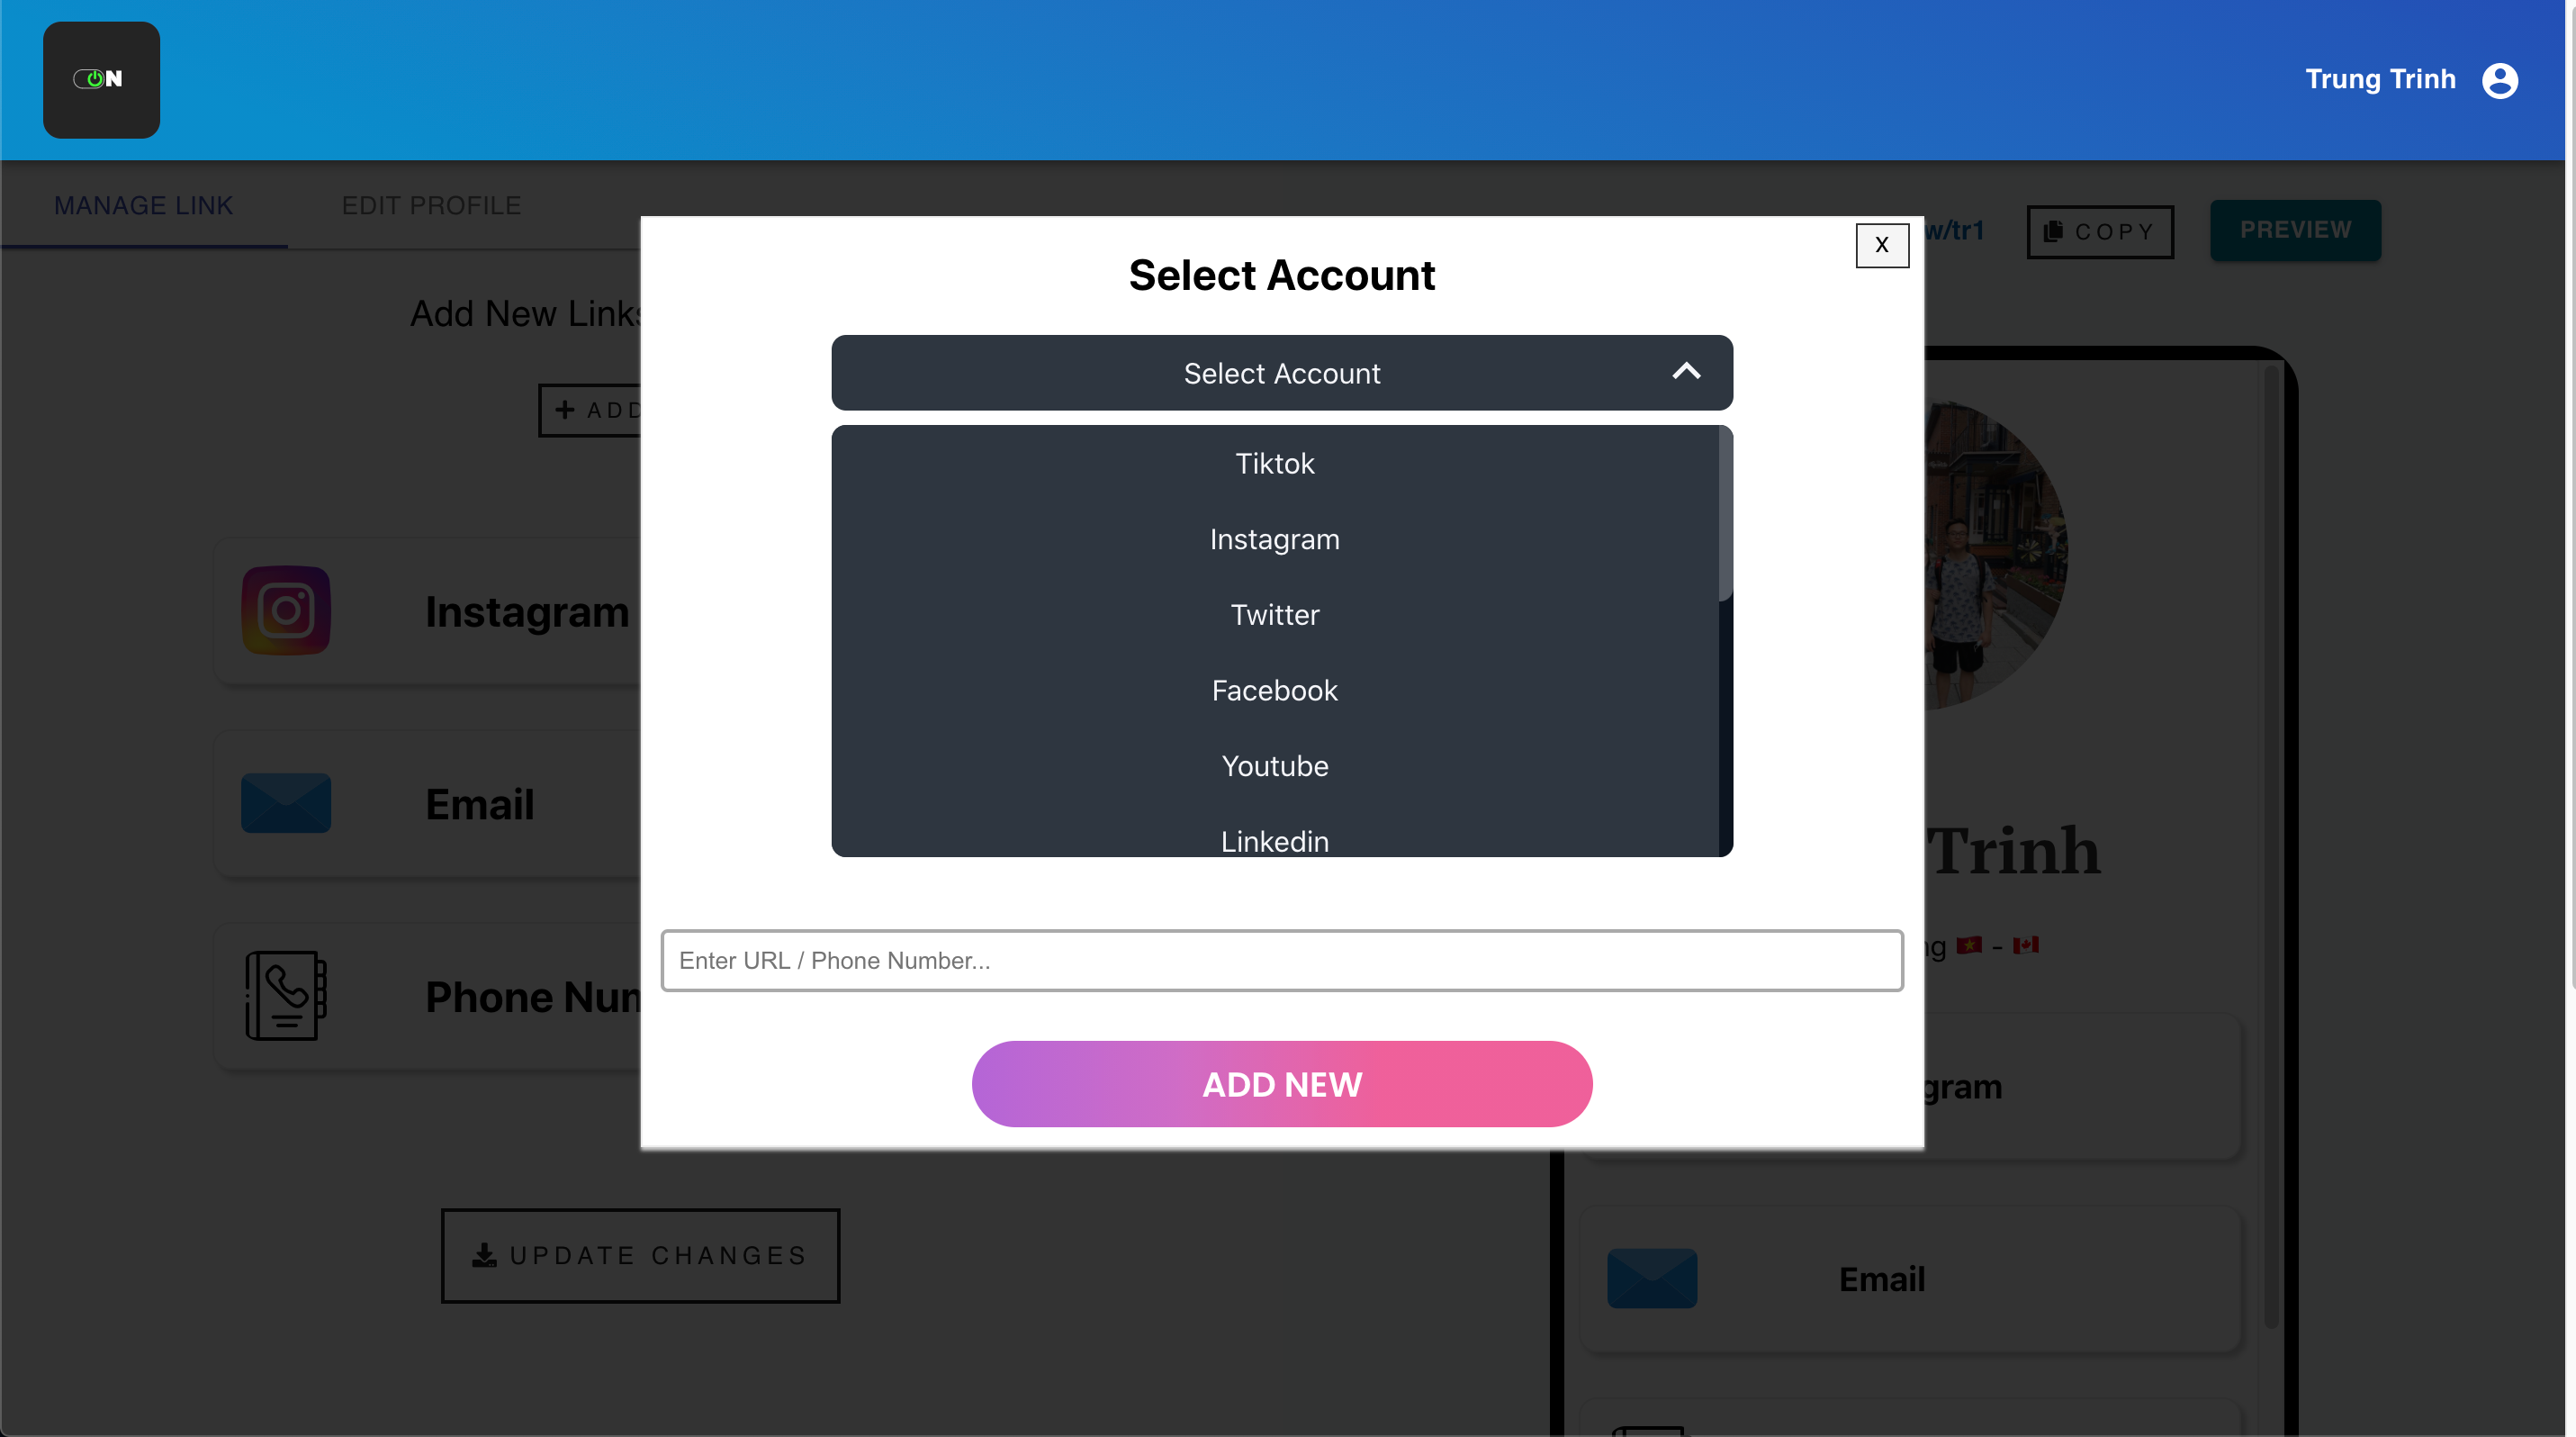 ON
Trung Trinh
MANAGE LINK
EDIT PROFILE
w/tr1
COPY
PREVIEW
Add New Links
+ ADD
Select Account
X
Select Account
Tiktok
Instagram
Twitter
Facebook
Youtube
Linkedin
Enter URL / Phone Number...
ADD NEW
Instagram
Email
Phone Num
UPDATE CHANGES
Trinh
ng 🇻🇳 - 🇨🇦
gram
Email